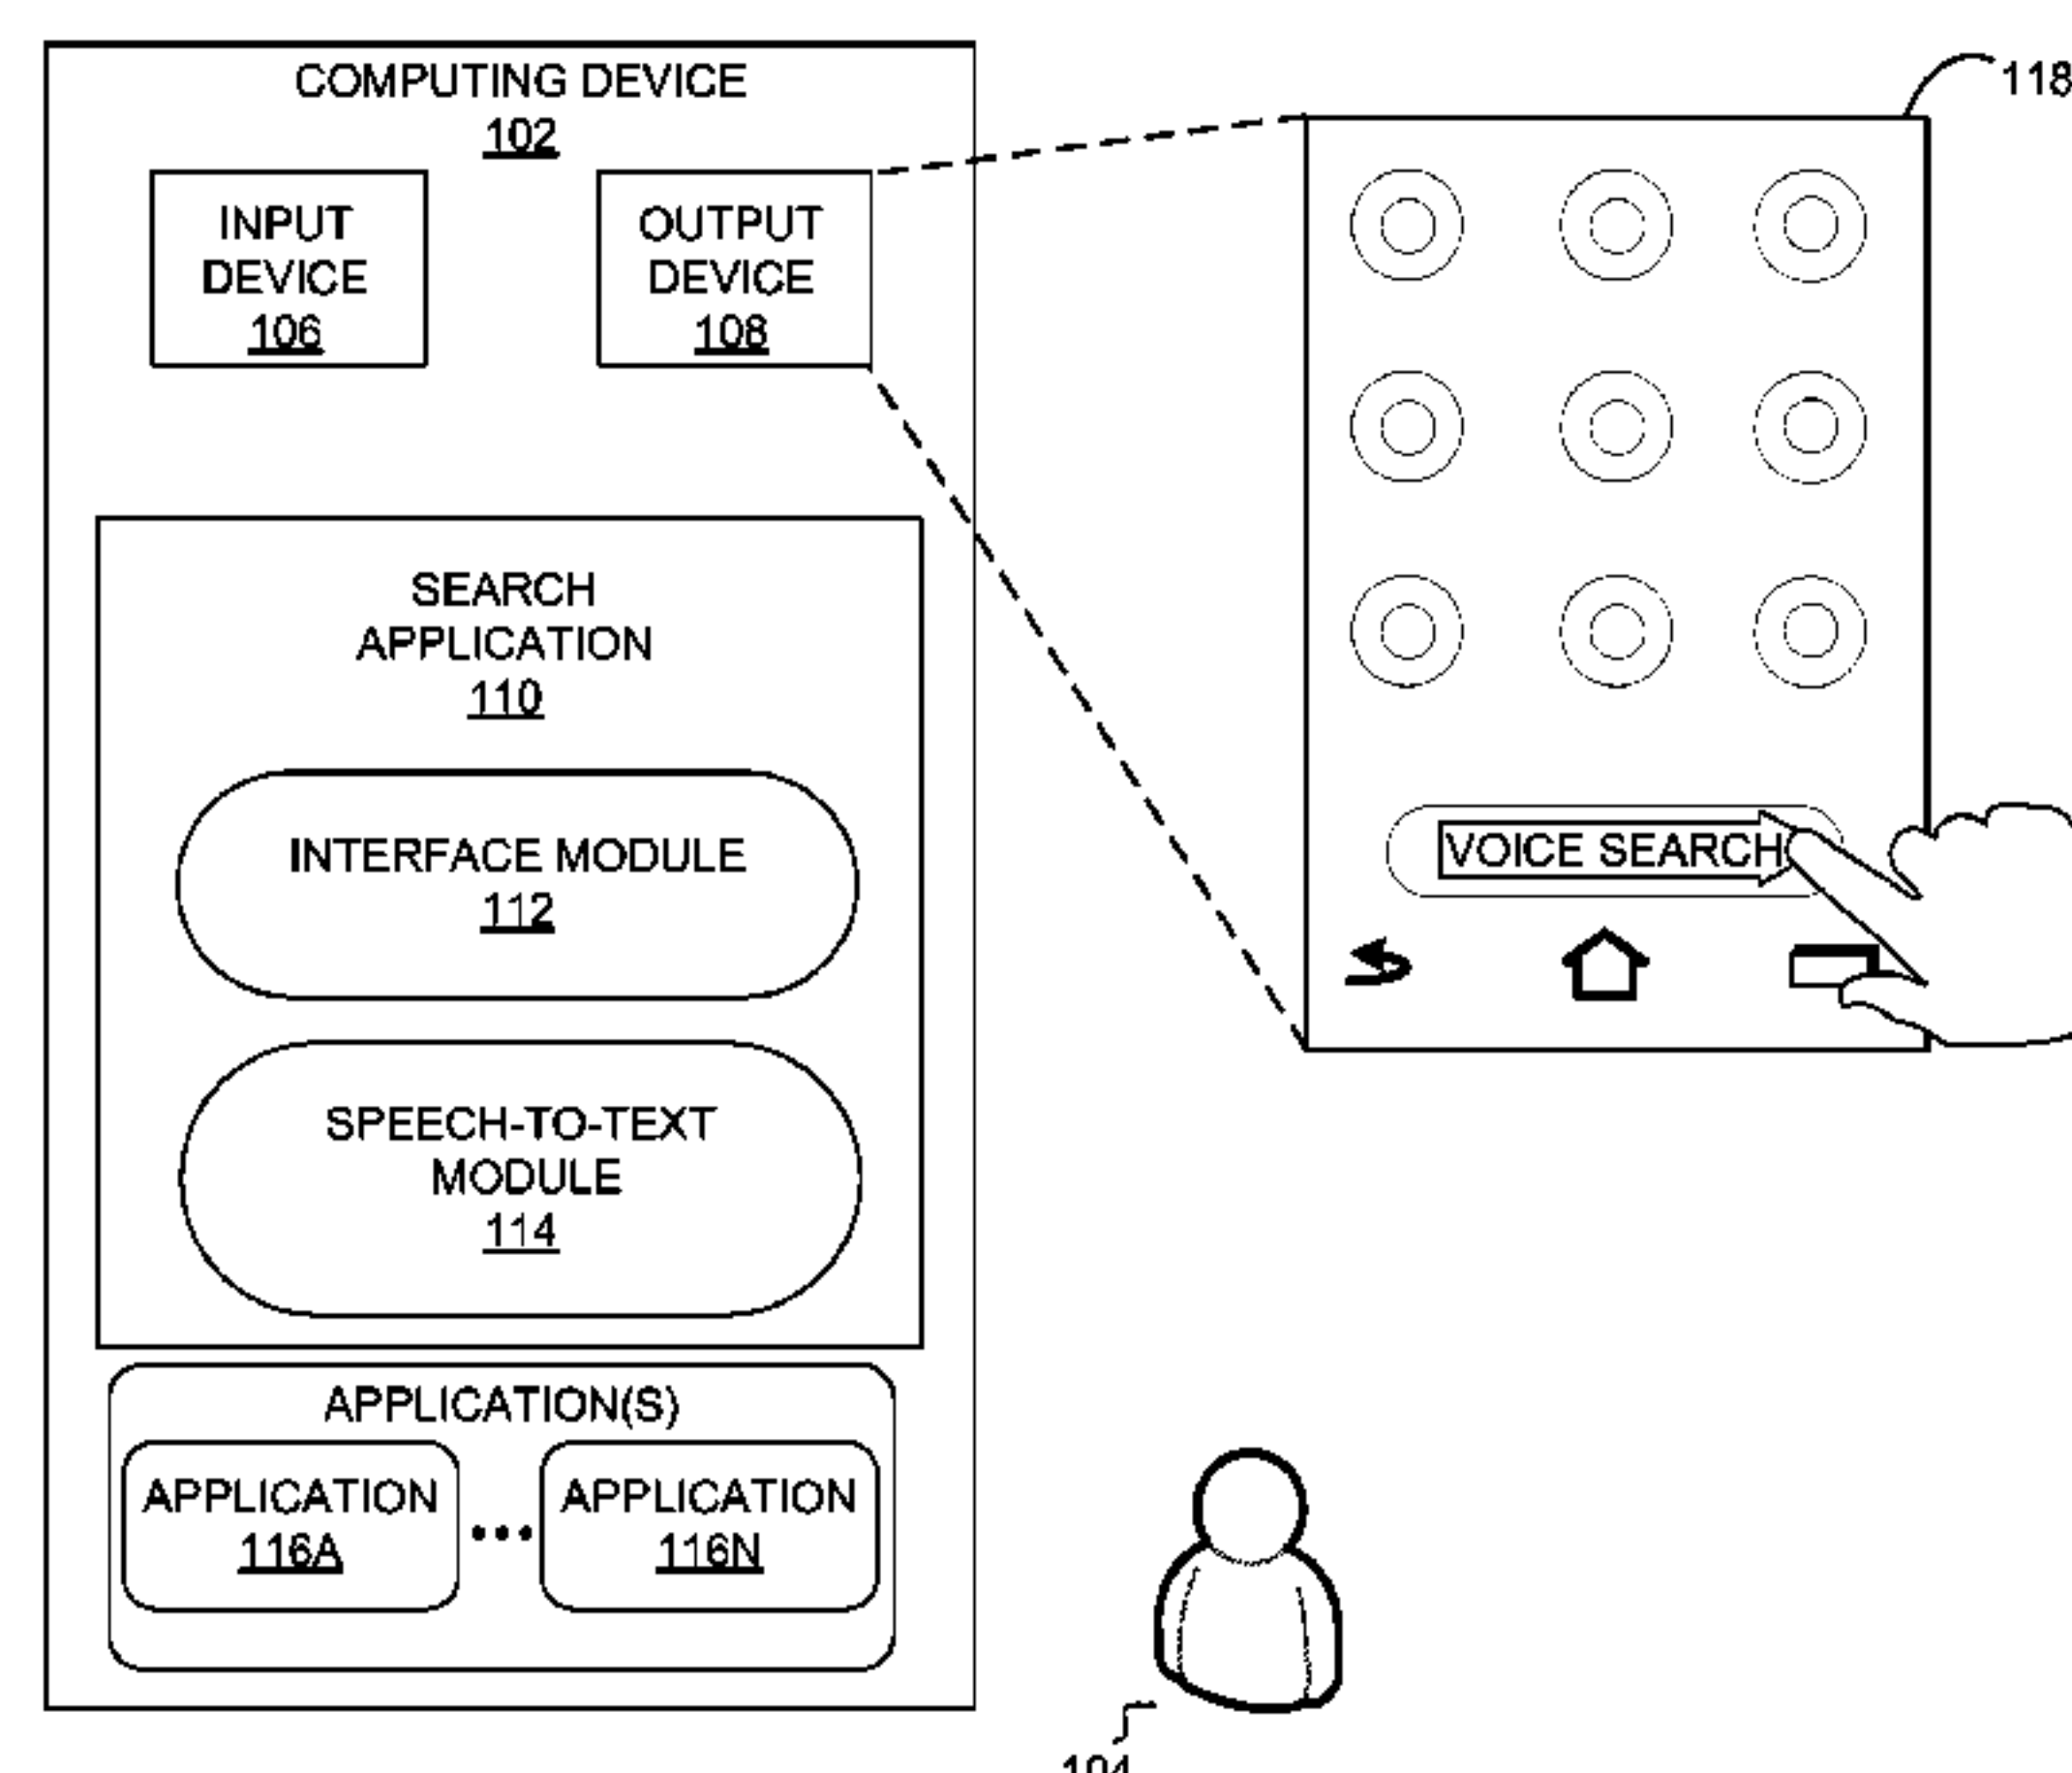 COMPUTING DEVICE
102
INPUT
DEVICE
106
OUTPUT
DEVICE
108
118
SEARCH
APPLICATION
110
INTERFACE MODULE
112
SPEECH-TO-TEXT
MODULE
114
VOICE SEARCH
APPLICATION(S)
APPLICATION
116A
•••
APPLICATION
116N
104